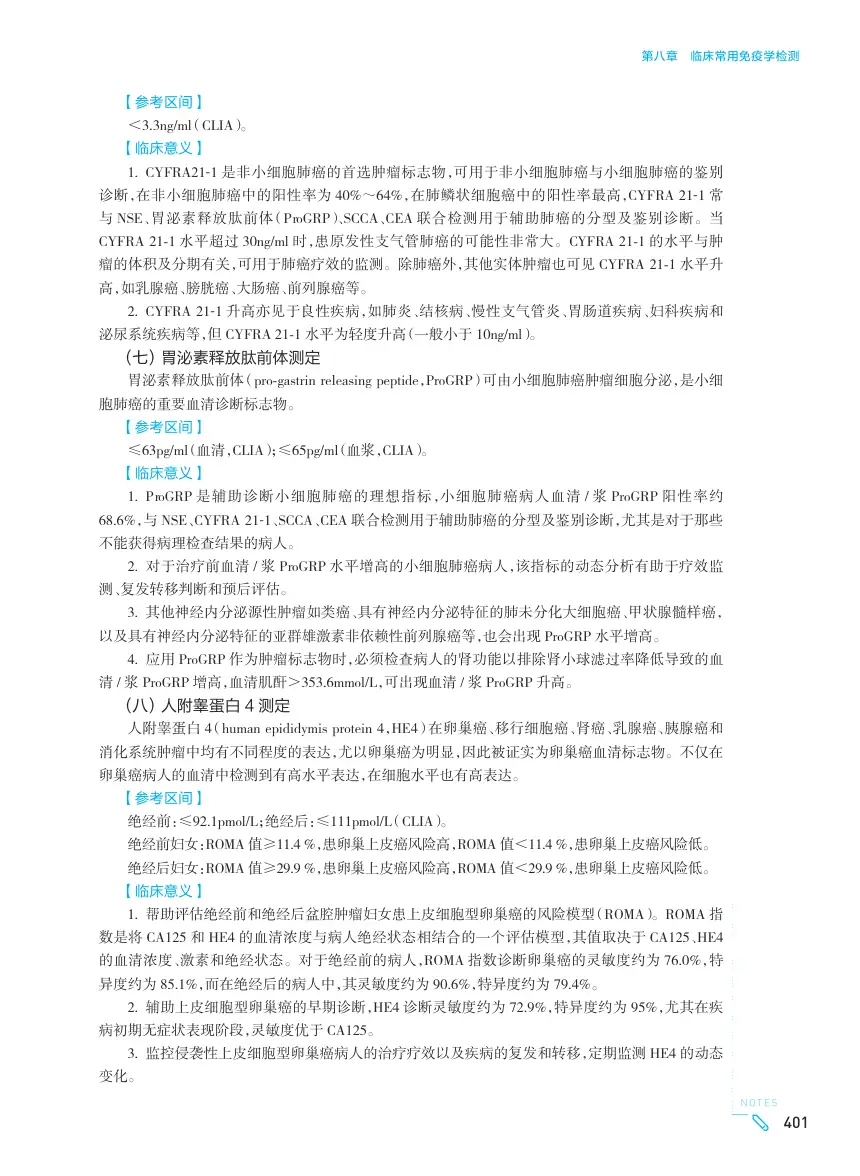 第八章 临床常用免疫学检测
【参考区间】
<3.3ng/ml（CLIA）。
【临床意义】
1. CYFRA21-1 是非小细胞肺癌的首选肿瘤标志物，可用于非小细胞肺癌与小细胞肺癌的鉴别
诊断，在非小细胞肺癌中的阳性率为 40%～64%，在肺鳞状细胞癌中的阳性率最高，CYFRA 21-1 常
与 NSE、胃泌素释放肽前体（ProGRP）、SCCA、CEA 联合检测用于辅助肺癌的分型及鉴别诊断。当
CYFRA 21-1 水平超过 30ng/ml 时，患原发性支气管肺癌的可能性非常大。CYFRA 21-1 的水平与肿
瘤的体积及分期有关，可用于肺癌疗效的监测。除肺癌外，其他实体肿瘤也可见 CYFRA 21-1 水平升
高，如乳腺癌、膀胱癌、大肠癌、前列腺癌等。
2. CYFRA 21-1 升高亦见于良性疾病，如肺炎、结核病、慢性支气管炎、胃肠道疾病、妇科疾病和
泌尿系统疾病等，但 CYFRA 21-1 水平为轻度升高（一般小于 10ng/ml）。
（七）胃泌素释放肽前体测定
胃泌素释放肽前体（pro-gastrin releasing peptide，ProGRP）可由小细胞肺癌肿瘤细胞分泌，是小细
胞肺癌的重要血清诊断标志物。
【参考区间】
≤63pg/ml（血清，CLIA）；≤65pg/ml（血浆，CLIA）。
【临床意义】
1. ProGRP 是辅助诊断小细胞肺癌的理想指标，小细胞肺癌病人血清 / 浆 ProGRP 阳性率约
68.6%，与 NSE、CYFRA 21-1、SCCA、CEA 联合检测用于辅助肺癌的分型及鉴别诊断，尤其是对于那些
不能获得病理检查结果的病人。
2. 对于治疗前血清 / 浆 ProGRP 水平增高的小细胞肺癌病人，该指标的动态分析有助于疗效监
测、复发转移判断和预后评估。
3. 其他神经内分泌源性肿瘤如类癌、具有神经内分泌特征的肺未分化大细胞癌、甲状腺髓样癌，
以及具有神经内分泌特征的亚群雄激素非依赖性前列腺癌等，也会出现 ProGRP 水平增高。
4. 应用 ProGRP 作为肿瘤标志物时，必须检查病人的肾功能以排除肾小球滤过率降低导致的血
清 / 浆 ProGRP 增高，血清肌酐>353.6mmol/L，可出现血清 / 浆 ProGRP 升高。
（八）人附睾蛋白 4 测定
人附睾蛋白 4（human epididymis protein 4，HE4）在卵巢癌、移行细胞癌、肾癌、乳腺癌、胰腺癌和
消化系统肿瘤中均有不同程度的表达，尤以卵巢癌为明显，因此被证实为卵巢癌血清标志物。不仅在
卵巢癌病人的血清中检测到有高水平表达，在细胞水平也有高表达。
【参考区间】
绝经前：≤92.1pmol/L；绝经后：≤111pmol/L（CLIA）。
绝经前妇女：ROMA 值≥11.4 %，患卵巢上皮癌风险高，ROMA 值<11.4 %，患卵巢上皮癌风险低。
绝经后妇女：ROMA 值≥29.9 %，患卵巢上皮癌风险高，ROMA 值<29.9 %，患卵巢上皮癌风险低。
【临床意义】
1. 帮助评估绝经前和绝经后盆腔肿瘤妇女患上皮细胞型卵巢癌的风险模型（ROMA）。ROMA 指
数是将 CA125 和 HE4 的血清浓度与病人绝经状态相结合的一个评估模型，其值取决于 CA125、HE4
的血清浓度、激素和绝经状态。对于绝经前的病人，ROMA 指数诊断卵巢癌的灵敏度约为 76.0%，特
异度约为 85.1%，而在绝经后的病人中，其灵敏度约为 90.6%，特异度约为 79.4%。
2. 辅助上皮细胞型卵巢癌的早期诊断，HE4 诊断灵敏度约为 72.9%，特异度约为 95%，尤其在疾
病初期无症状表现阶段，灵敏度优于 CA125。
3. 监控侵袭性上皮细胞型卵巢癌病人的治疗疗效以及疾病的复发和转移，定期监测 HE4 的动态
变化。
NOTES
401